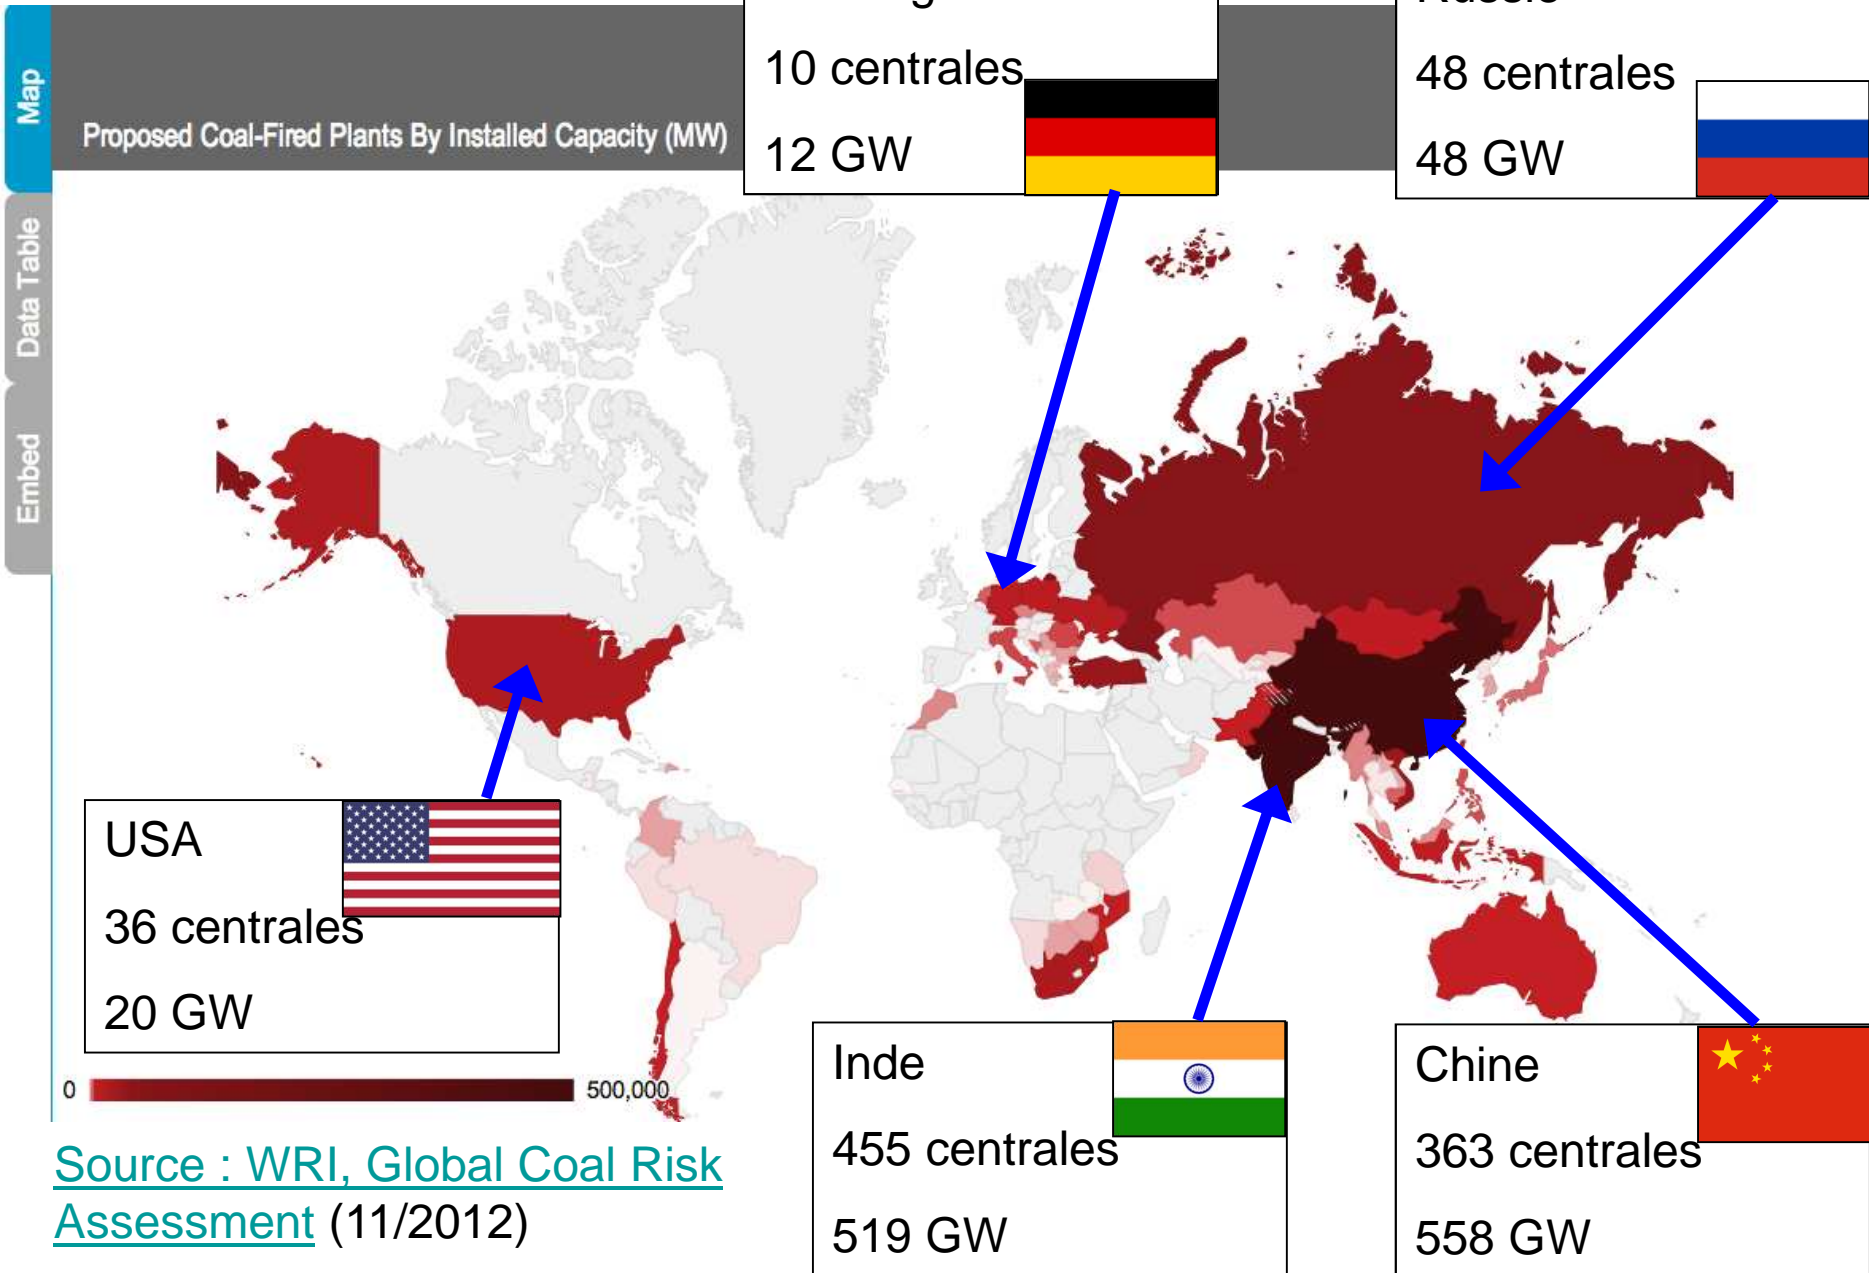 10 centrales
12 GW
48 centrales
48 GW
Map
Data Table
Embed
Proposed Coal-Fired Plants By Installed Capacity (MW)
USA
36 centrales
20 GW
0
500,000
Source : WRI, Global Coal Risk
Assessment (11/2012)
Inde
455 centrales
519 GW
Chine
363 centrales
558 GW